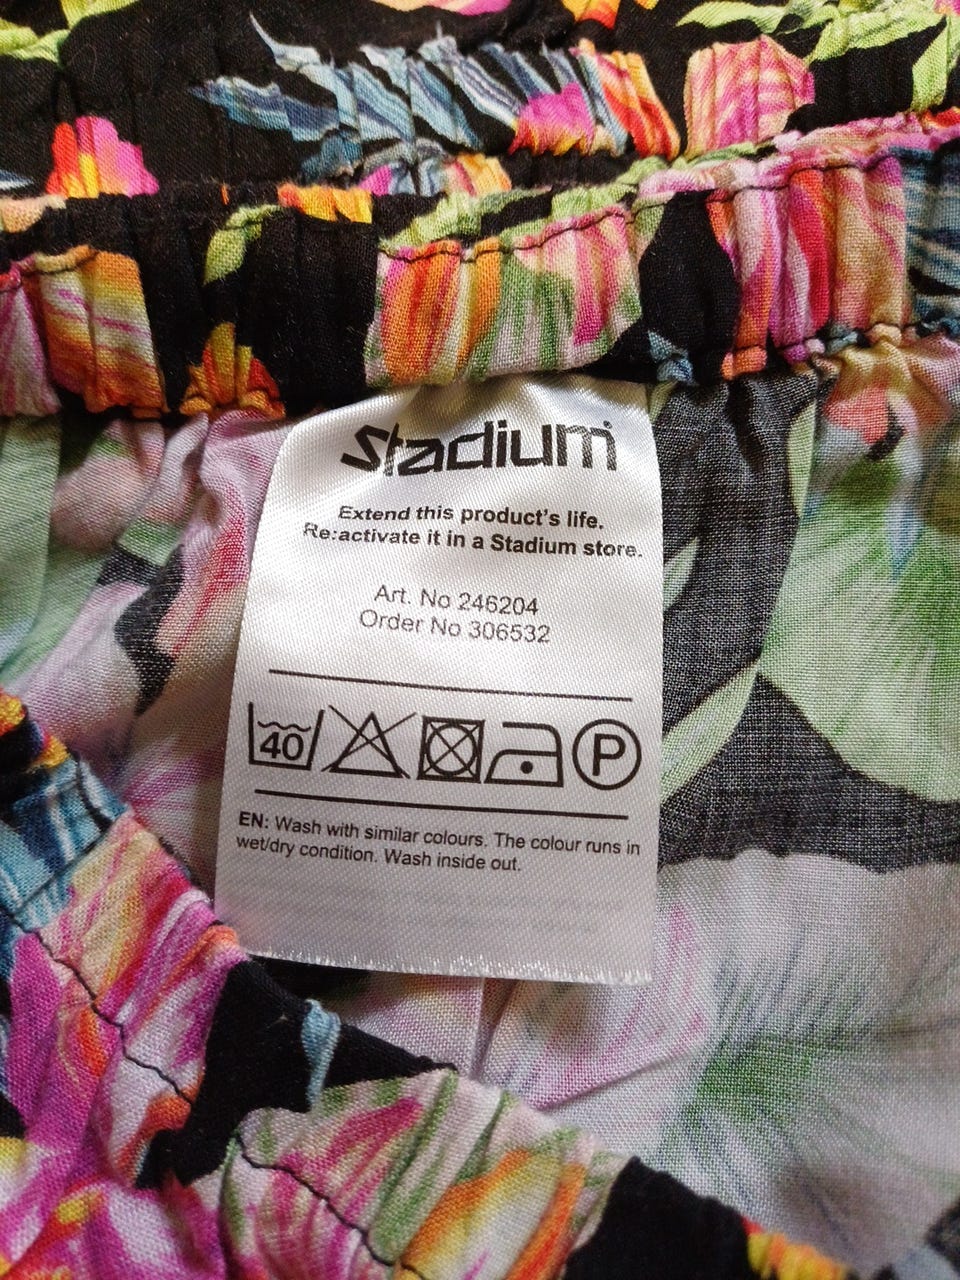 Stadium
Extend this product's life.
Re:activate it in a Stadium store.
Art. No 246204
Order No 306532
40
P
EN: Wash with similar colours. The colour runs in
wet/dry condition. Wash inside out.